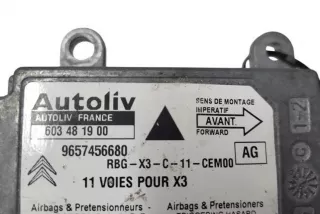 Autoliv
AUTOLIV FRANCE
603 48 19 00
SENS DE MONTAGE
IMPERATIF
AVANT
FORWARD
9657456680
RBG-X3-C-11-CEM00
AG
11 VOIES POUR X3
Airbags & Pretensionneurs
Airbags & Pretensioners